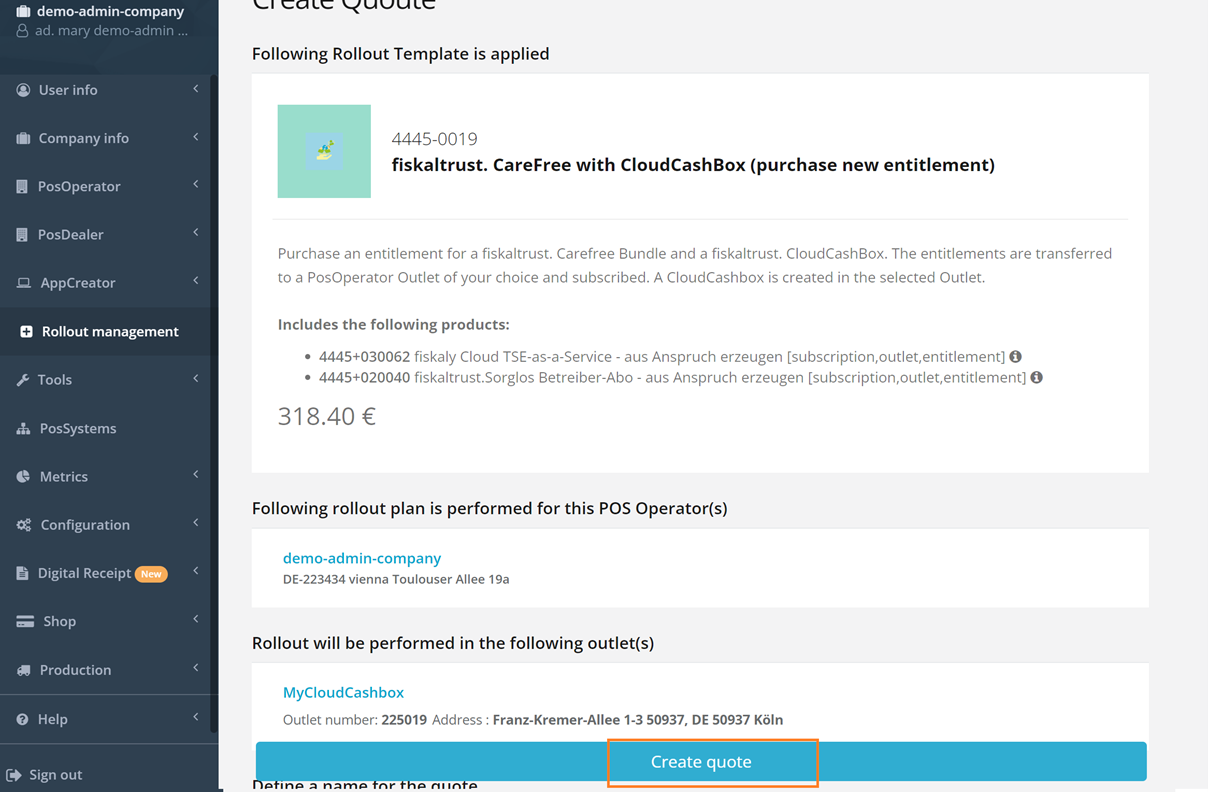 demo-admin-company
ad. mary demo-admin ...
User info
Company info
PosOperator
PosDealer
AppCreator
Rollout management
Tools
PosSystems
Metrics
Configuration
Digital Receipt New
Shop
Production
Help
Sign out
Create Quoute
Following Rollout Template is applied
4445-0019
fiskaltrust. CareFree with CloudCashBox (purchase new entitlement)
Purchase an entitlement for a fiskaltrust. Carefree Bundle and a fiskaltrust. CloudCashBox. The entitlements are transferred
to a PosOperator Outlet of your choice and subscribed. A CloudCashbox is created in the selected Outlet.
Includes the following products:
• 4445+030062 fiskaly Cloud TSE-as-a-Service - aus Anspruch erzeugen [subscription,outlet,entitlement]
• 4445+020040 fiskaltrust.Sorglos Betreiber-Abo - aus Anspruch erzeugen [subscription,outlet,entitlement]
318.40 €
Following rollout plan is performed for this POS Operator(s)
demo-admin-company
DE-223434 vienna Toulouser Allee 19a
Rollout will be performed in the following outlet(s)
MyCloudCashbox
Outlet number: 225019 Address : Franz-Kremer-Allee 1-3 50937, DE 50937 Köln
Create quote
Define a name for the quote